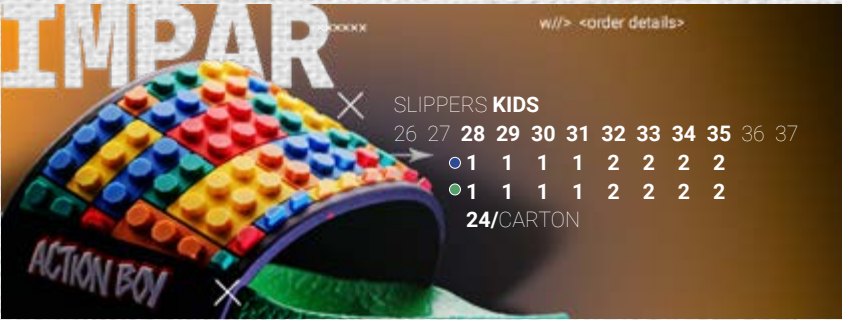 IMPAR
xxxxx
w//> <order details>
SLIPPERS KIDS
26 27 28 29 30 31 32 33 34 35 36 37
1 1 1 1 2 2 2 2
1 1 1 1 2 2 2 2
24/CARTON
ACTION BOY